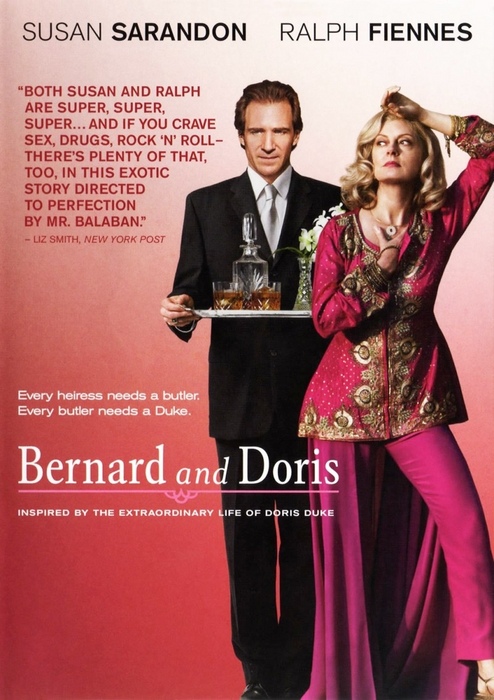 SUSAN SARANDON RALPH FIENNES
“BOTH SUSAN AND RALPH
ARE SUPER, SUPER,
SUPER... AND IF YOU CRAVE
SEX, DRUGS, ROCK ‘N’ ROLL–
THERE’S PLENTY OF THAT,
TOO, IN THIS EXOTIC
STORY DIRECTED
TO PERFECTION
BY MR. BALABAN.”
– LIZ SMITH, NEW YORK POST
Every heiress needs a butler.
Every butler needs a Duke.
Bernard and Doris
INSPIRED BY THE EXTRAORDINARY LIFE OF DORIS DUKE